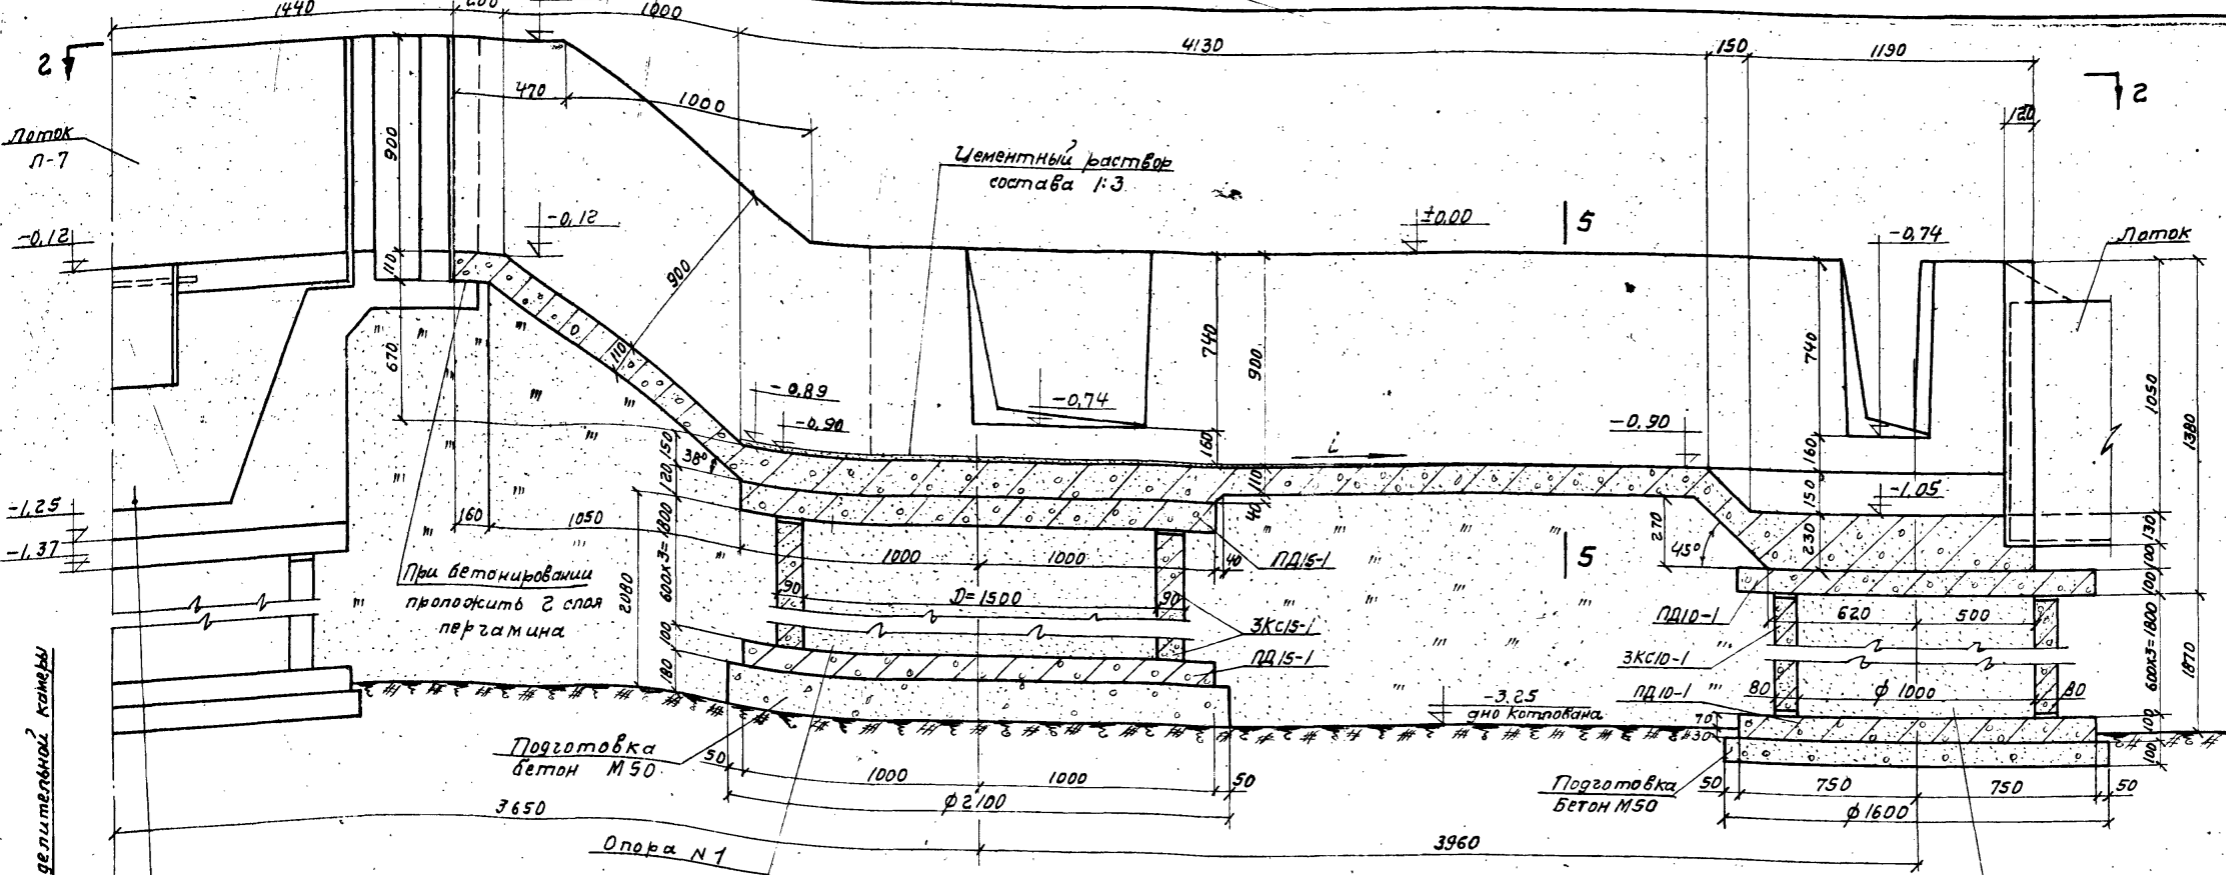 1440
200
1000
4130
150
1190
2
2
470
1000
120
Лоток
Л-7
900
Цементный раствор
состава 1:3
-0,12
-0,12
±0.00
5
-0,74
Лоток
110
900
670
110
740
900
740
1050
1380
-0.89
-0.90
-0.74
-0.90
38°
150
120
160
110
40
i
160
150
-1.05
-1,25
-1,37
160
1050
1000
1000
40
ПД15-1
270
45°
5
230
130
100
100
При бетонировании
проложить 2 слоя
пергамина
2080
600x3=1800
90
D=1500
90
ЗКС15-1
ПД15-1
100
180
ПД10-1
620
500
ЗКС10-1
ПД10-1
80
ф 1000
80
600x3=1800
1870
-3.25
дно котлована
70
30
100
100
Подготовка
бетон М50
50
1000
1000
50
ф2100
Подготовка
Бетон М50
50
750
750
50
ф1600
3650
3960
Опора N1
делительной камеры